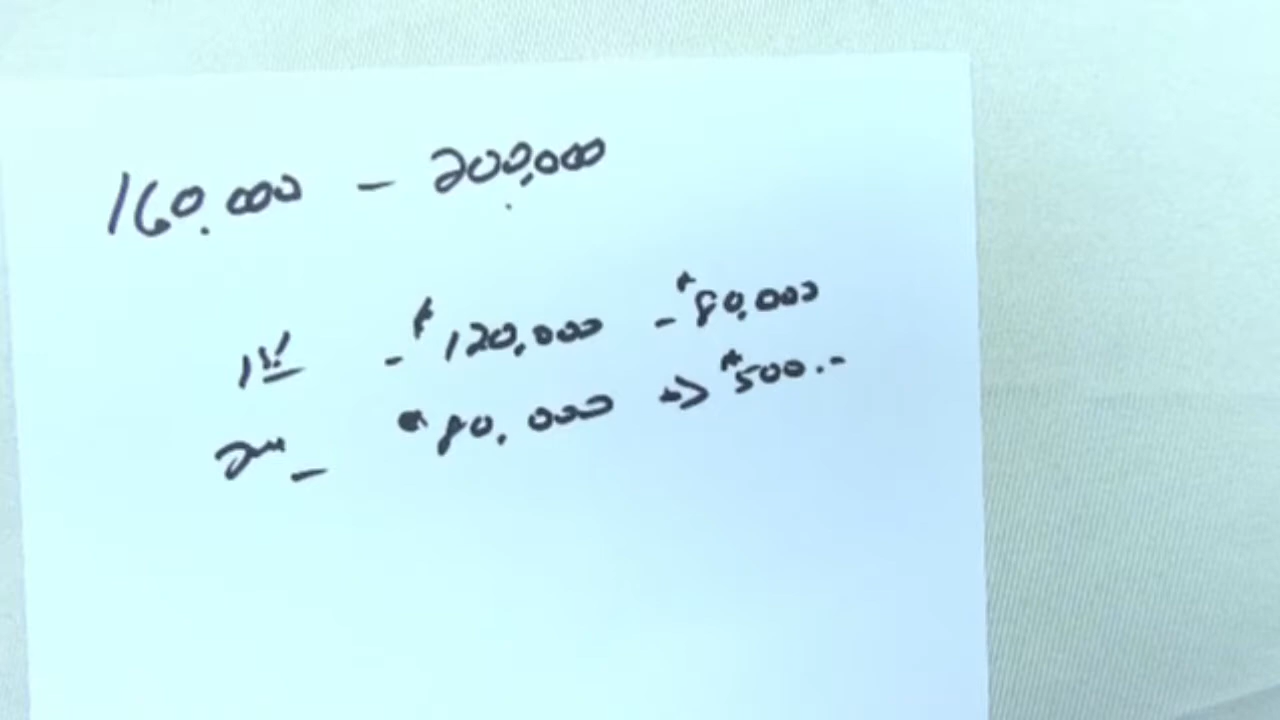 160.000 - 200,000
1st - $120,000 - $80,000
2nd - $80,000 => $500.-